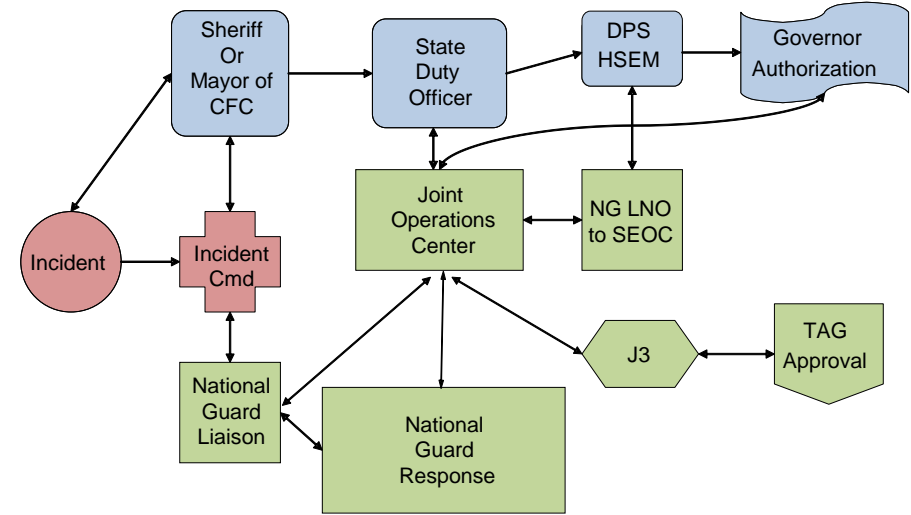 Sheriff
Or
Mayor of
CFC
State
Duty
Officer
DPS
HSEM
Governor
Authorization
Incident
Incident
Cmd
Joint
Operations
Center
NG LNO
to SEOC
J3
TAG
Approval
National
Guard
Liaison
National
Guard
Response